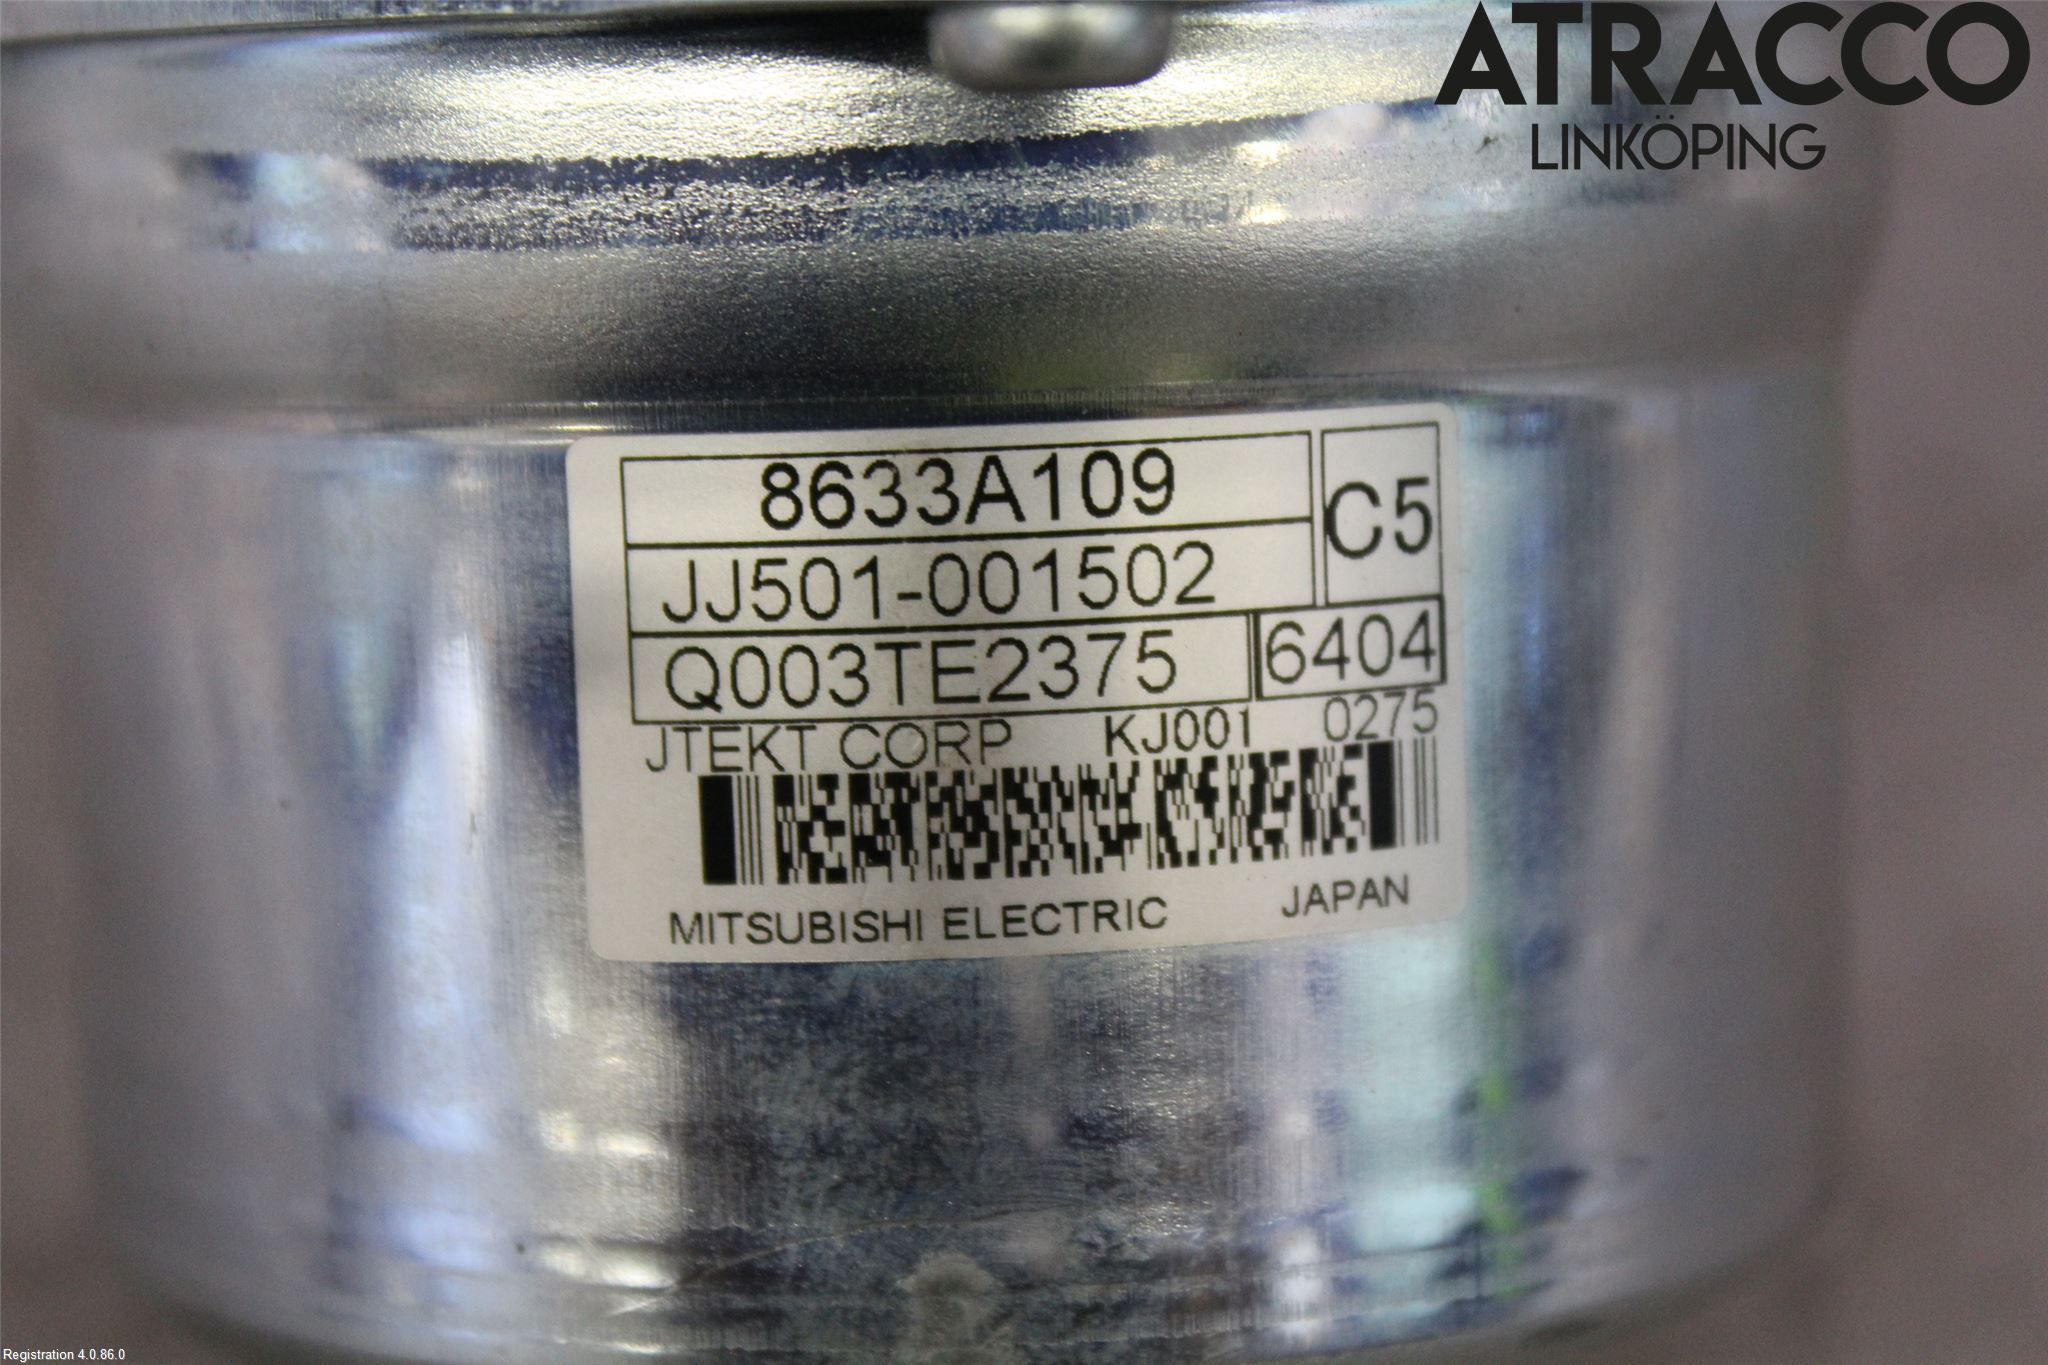 ATRACCO
LINKÖPING
8633A109
C5
JJ501-001502
Q003TE2375
6404
JTEKT CORP KJ001 0275
MITSUBISHI ELECTRIC JAPAN
Registration 4.0.86.0